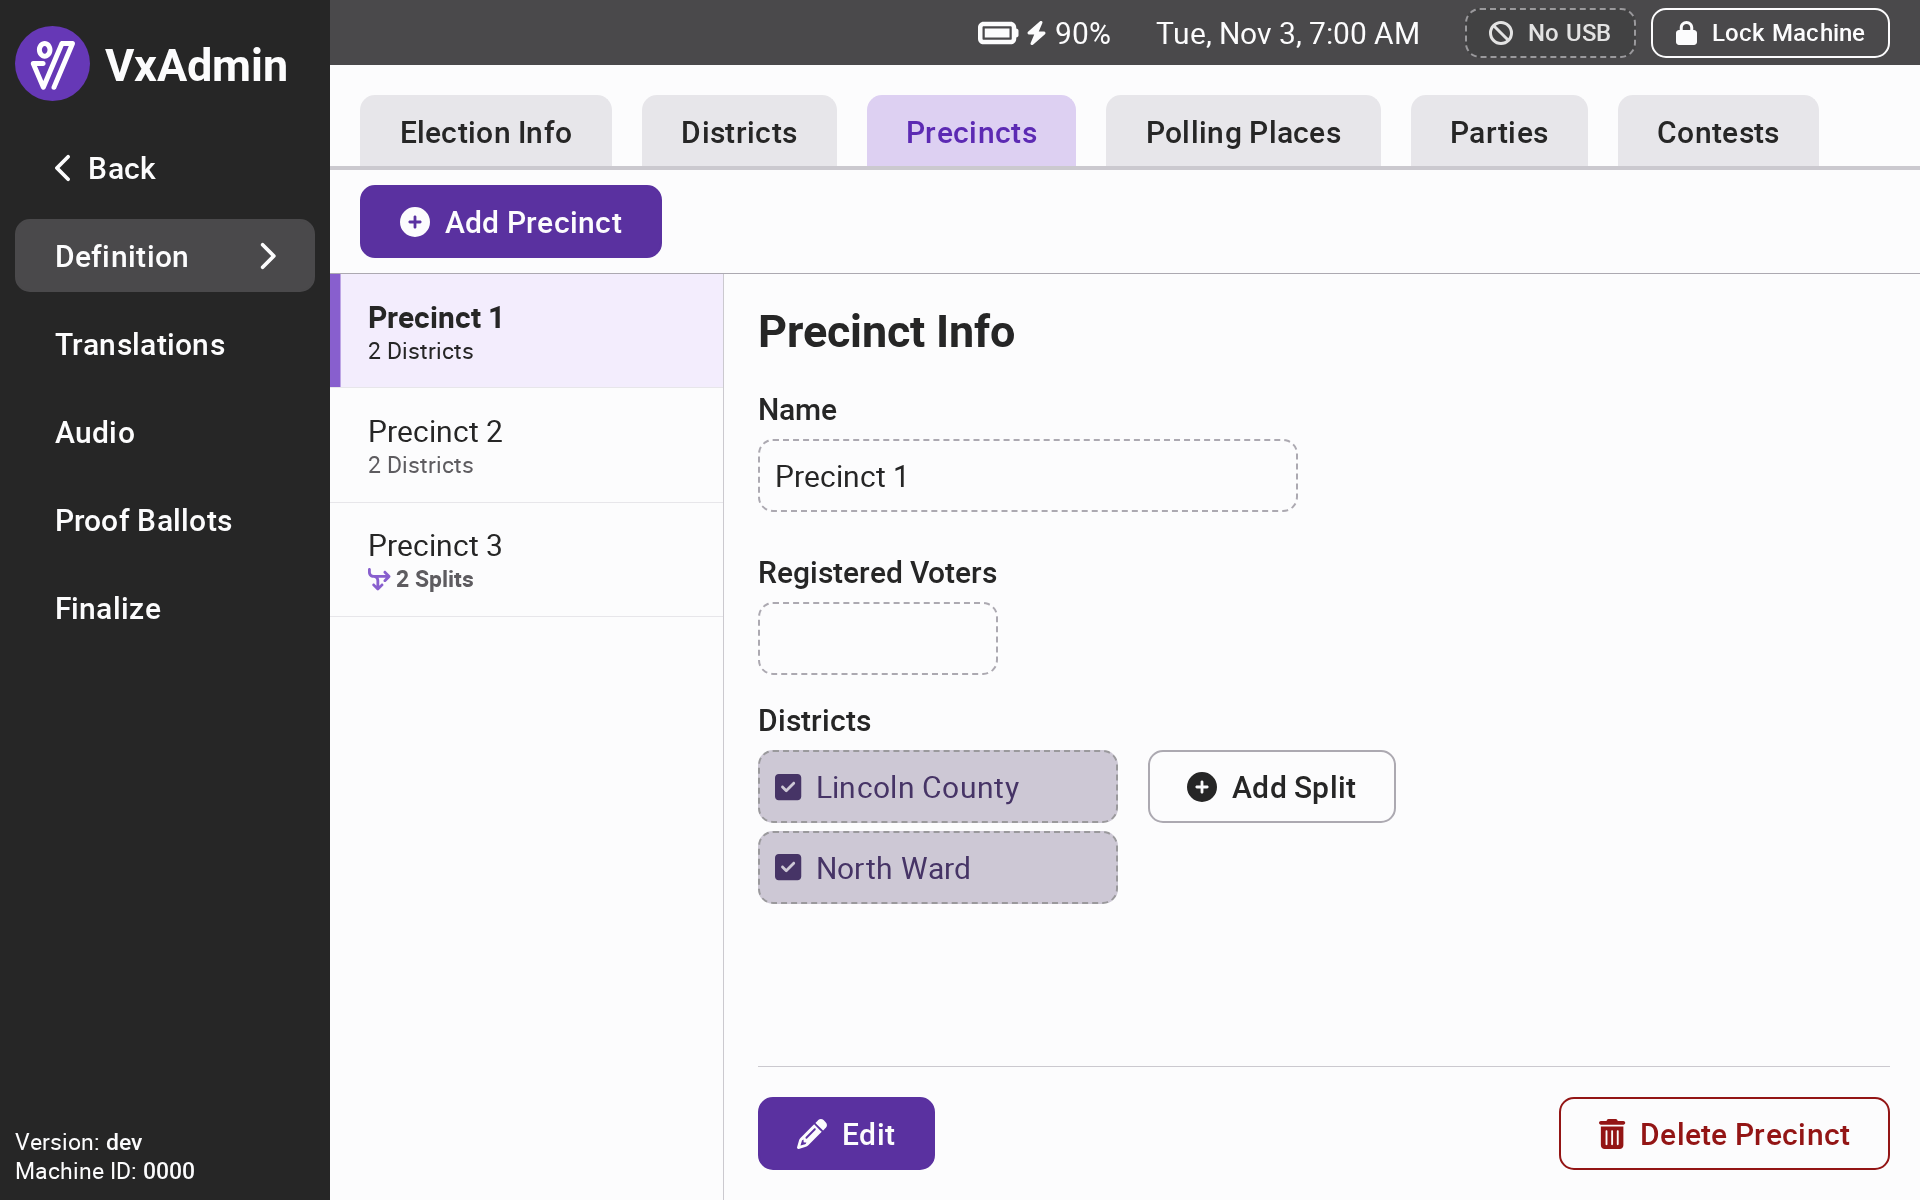 VxAdmin
90%
Tue, Nov 3, 7:00 AM
No USB
Lock Machine
Back
Definition
Translations
Audio
Proof Ballots
Finalize
Version: dev
Machine ID: 0000
Election Info
Districts
Precincts
Polling Places
Parties
Contests
Add Precinct
Precinct 1
2 Districts
Precinct 2
2 Districts
Precinct 3
2 Splits
Precinct Info
Name
Precinct 1
Registered Voters
Districts
Lincoln County
North Ward
Add Split
Edit
Delete Precinct